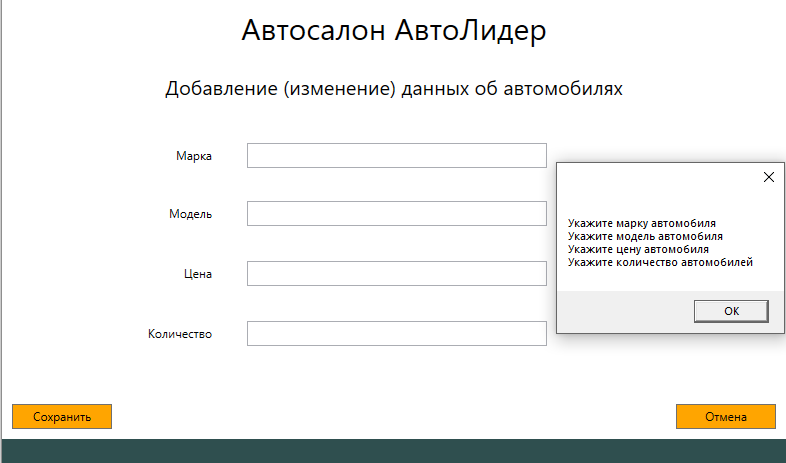 Автосалон АвтоЛидер
Добавление (изменение) данных об автомобилях
Марка
Модель
Цена
Количество
Укажите марку автомобиля
Укажите модель автомобиля
Укажите цену автомобиля
Укажите количество автомобилей
OK
Сохранить
Отмена